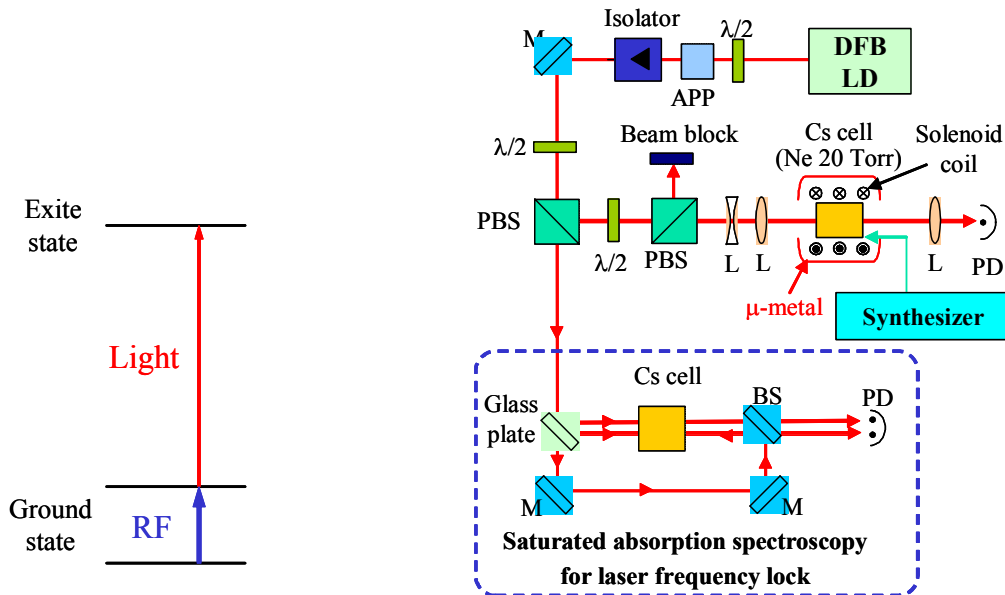 Exite
state
Light
Ground
state
RF
M
Isolator
APP
λ/2
DFB
LD
λ/2
Beam block
Cs cell
(Ne 20 Torr)
Solenoid
coil
PBS
λ/2
PBS
L
L
L
PD
μ-metal
Synthesizer
Cs cell
BS
PD
Glass
plate
M
M
Saturated absorption spectroscopy
for laser frequency lock